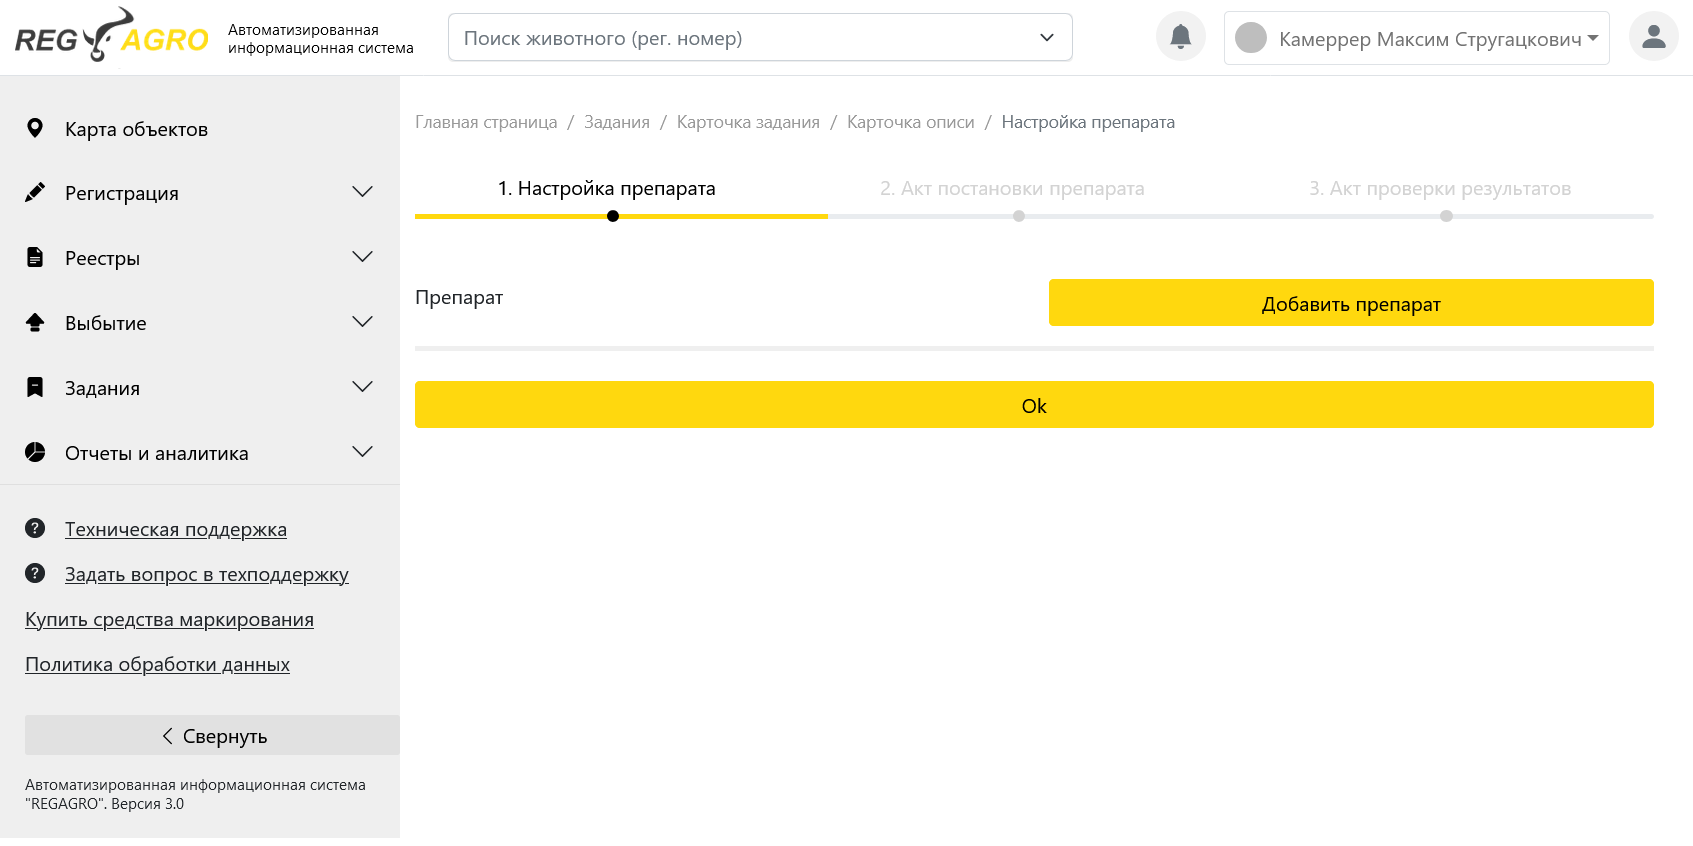 REG AGRO
Автоматизированная
информационная система
Поиск животного (рег. номер)
Камеррер Максим Стругацкович
Карта объектов
Регистрация
Реестры
Выбытие
Задания
Отчеты и аналитика
Техническая поддержка
Задать вопрос в техподдержку
Купить средства маркирования
Политика обработки данных
Свернуть
Автоматизированная информационная система
"REGAGRO". Версия 3.0
Главная страница / Задания / Карточка задания / Карточка описи / Настройка препарата
1. Настройка препарата
2. Акт постановки препарата
3. Акт проверки результатов
Препарат
Добавить препарат
Ok